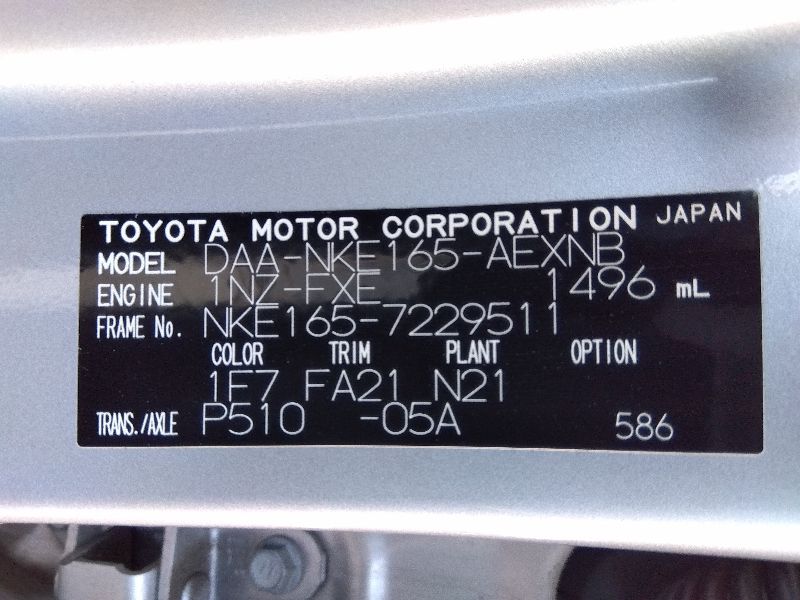 TOYOTA MOTOR CORPORATION JAPAN
MODEL DAA-NKE165-AEXNB
ENGINE 1NZ-FXE 1496 mL
FRAME No. NKE165-7229511
COLOR TRIM PLANT OPTION
1F7 FA21 N21
TRANS./AXLE P510 -05A 586